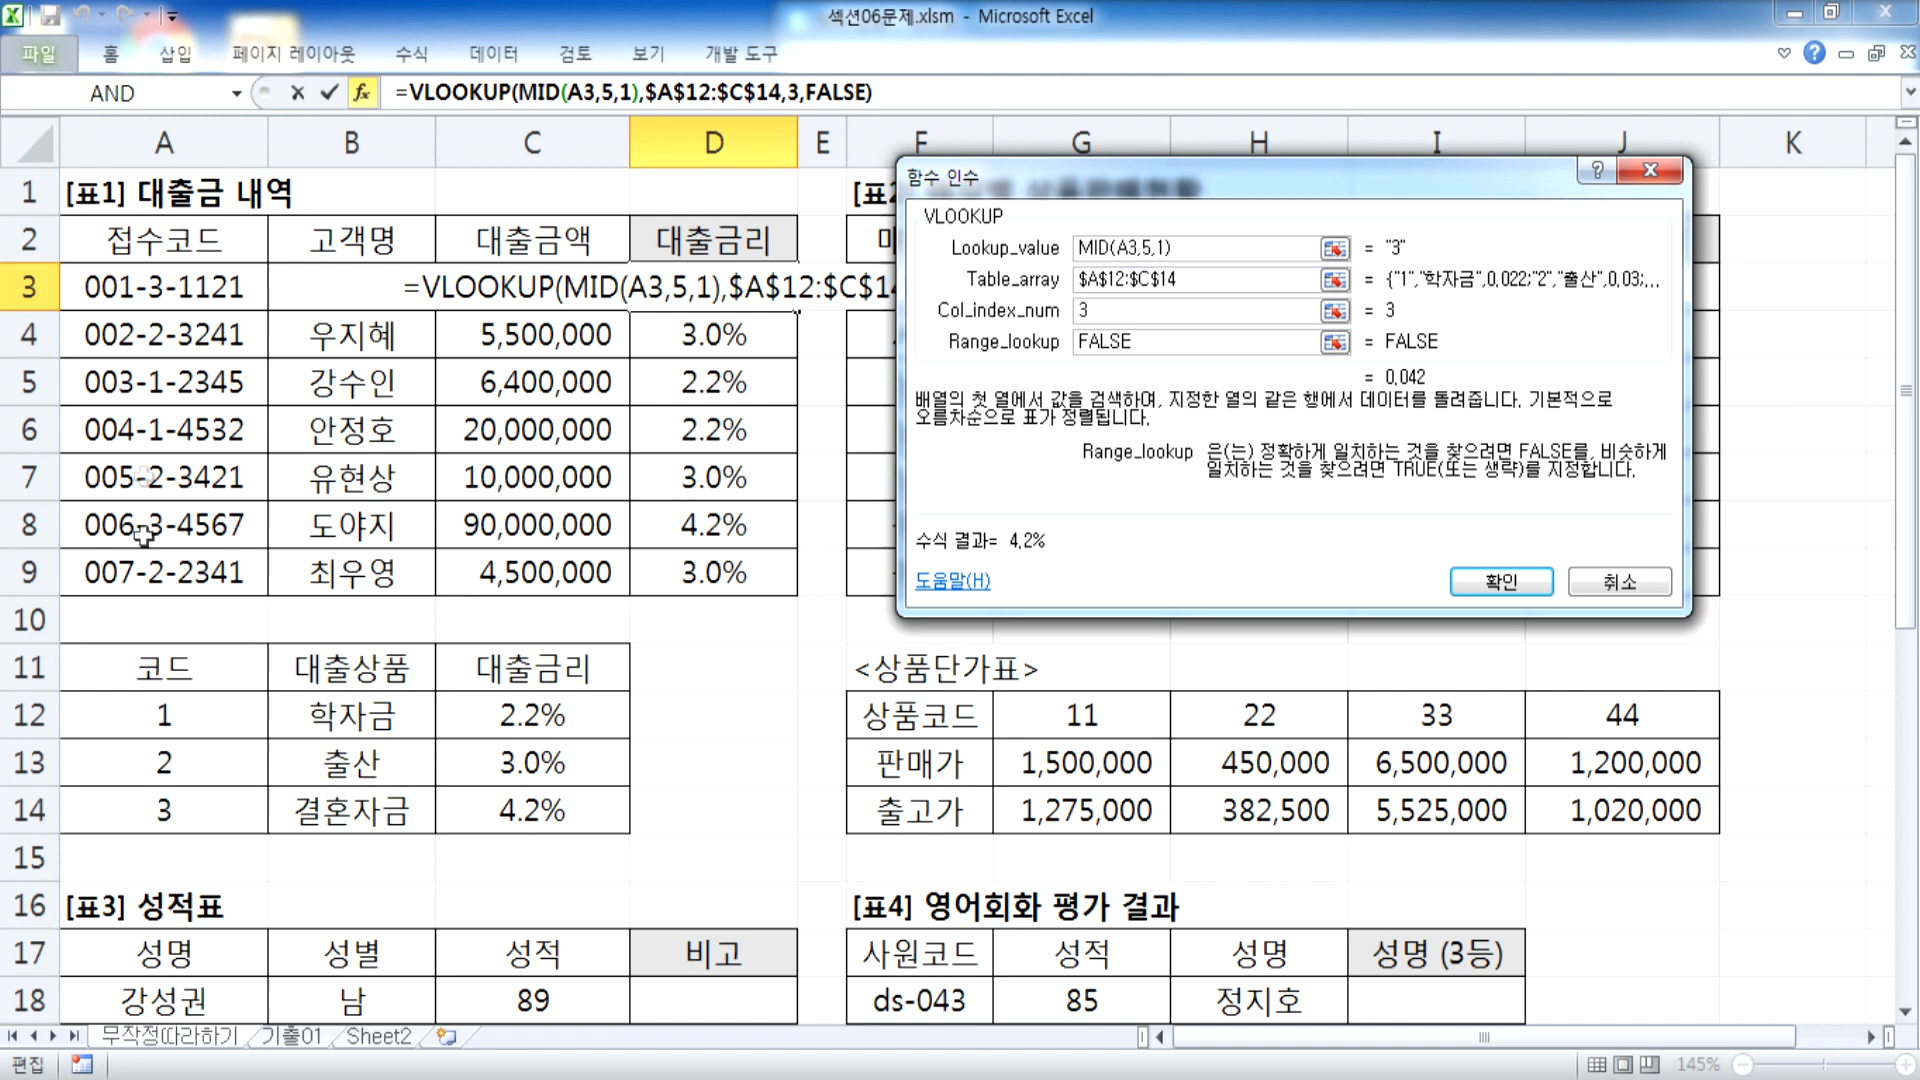 섹션06문제.xlsm - Microsoft Excel
파일 홈 삽입 페이지 레이아웃 수식 데이터 검토 보기 개발 도구
AND fx =VLOOKUP(MID(A3,5,1),$A$12:$C$14,3,FALSE)
A B C D E F G H I J K
1 [표1] 대출금 내역 [표2
2 접수코드 고객명 대출금액 대출금리
3 001-3-1121 =VLOOKUP(MID(A3,5,1),$A$12:$C$14
4 002-2-3241 우지혜 5,500,000 3.0%
5 003-1-2345 강수인 6,400,000 2.2%
6 004-1-4532 안정호 20,000,000 2.2%
7 005-2-3421 유현상 10,000,000 3.0%
8 006-3-4567 도야지 90,000,000 4.2%
9 007-2-2341 최우영 4,500,000 3.0%
10
11 코드 대출상품 대출금리 <상품단가표>
12 1 학자금 2.2% 상품코드 11 22 33 44
13 2 출산 3.0% 판매가 1,500,000 450,000 6,500,000 1,200,000
14 3 결혼자금 4.2% 출고가 1,275,000 382,500 5,525,000 1,020,000
15
16 [표3] 성적표 [표4] 영어회화 평가 결과
17 성명 성별 성적 비고 사원코드 성적 성명 성명 (3등)
18 강성권 남 89 ds-043 85 정지호
함수 인수
VLOOKUP
Lookup_value MID(A3,5,1) = "3"
Table_array $A$12:$C$14 = {"1","학자금",0,022;"2","출산",0,03;...
Col_index_num 3 = 3
Range_lookup FALSE = FALSE
= 0,042
배열의 첫 열에서 값을 검색하여, 지정한 열의 같은 행에서 데이터를 돌려줍니다. 기본적으로
오름차순으로 표가 정렬됩니다.
Range_lookup 은(는) 정확하게 일치하는 것을 찾으려면 FALSE를, 비슷하게
일치하는 것을 찾으려면 TRUE(또는 생략)를 지정합니다.
수식 결과= 4,2%
도움말(H) 확인 취소
무작정따라하기 기출01 Sheet2
편집 145%